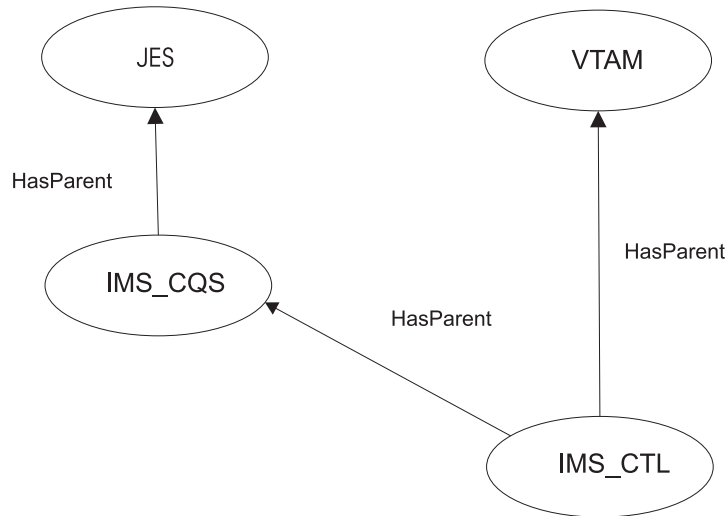 JES
VTAM
HasParent
HasParent
IMS_CQS
HasParent
IMS_CTL